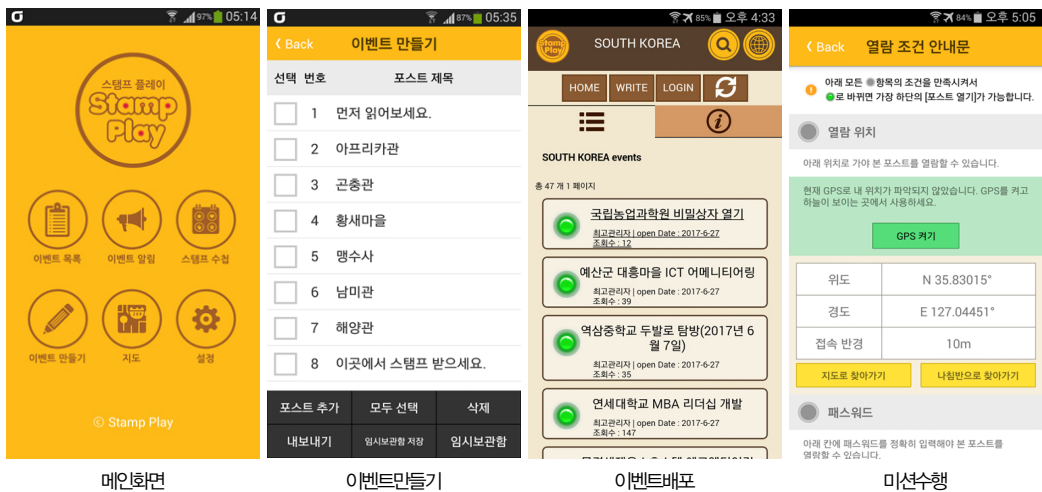 97% 05:14
스탬프 플레이
Stamp
Play
이벤트 목록
이벤트 알림
스탬프 수첩
이벤트 만들기
지도
설정
© Stamp Play
메인화면
87% 05:35
Back
이벤트 만들기
선택 번호 포스트 제목
1 먼저 읽어보세요.
2 아프리카관
3 곤충관
4 황새마을
5 맹수사
6 남미관
7 해양관
8 이곳에서 스탬프 받으세요.
포스트 추가 모두 선택 삭제
내보내기 임시보관함 저장 임시보관함
이벤트만들기
85% 오후 4:33
Stamp
Play
SOUTH KOREA
HOME WRITE LOGIN
SOUTH KOREA events
총 47 개 1 페이지
국립농업과학원 비밀상자 열기
최고관리자 | open Date : 2017-6-27
조회수 : 12
예산군 대흥마을 ICT 어메니티어링
최고관리자 | open Date : 2017-6-27
조회수 : 39
역삼중학교 두발로 탐방(2017년 6
월 7일)
최고관리자 | open Date : 2017-6-27
조회수 : 35
연세대학교 MBA 리더십 개발
최고관리자 | open Date : 2017-6-27
조회수 : 147
이벤트배포
84% 오후 5:05
Back
열람 조건 안내문
아래 모든 항목의 조건을 만족시켜서
로 바뀌면 가장 하단의 [포스트 열기]가 가능합니다.
열람 위치
아래 위치로 가야 본 포스트를 열람할 수 있습니다.
현재 GPS로 내 위치가 파악되지 않았습니다. GPS를 켜고
하늘이 보이는 곳에서 사용하세요.
GPS 켜기
위도 N 35.83015°
경도 E 127.04451°
접속 반경 10m
지도로 찾아가기 나침반으로 찾아가기
패스워드
아래 칸에 패스워드를 정확히 입력해야 본 포스트를
열람할 수 있습니다.
미션수행